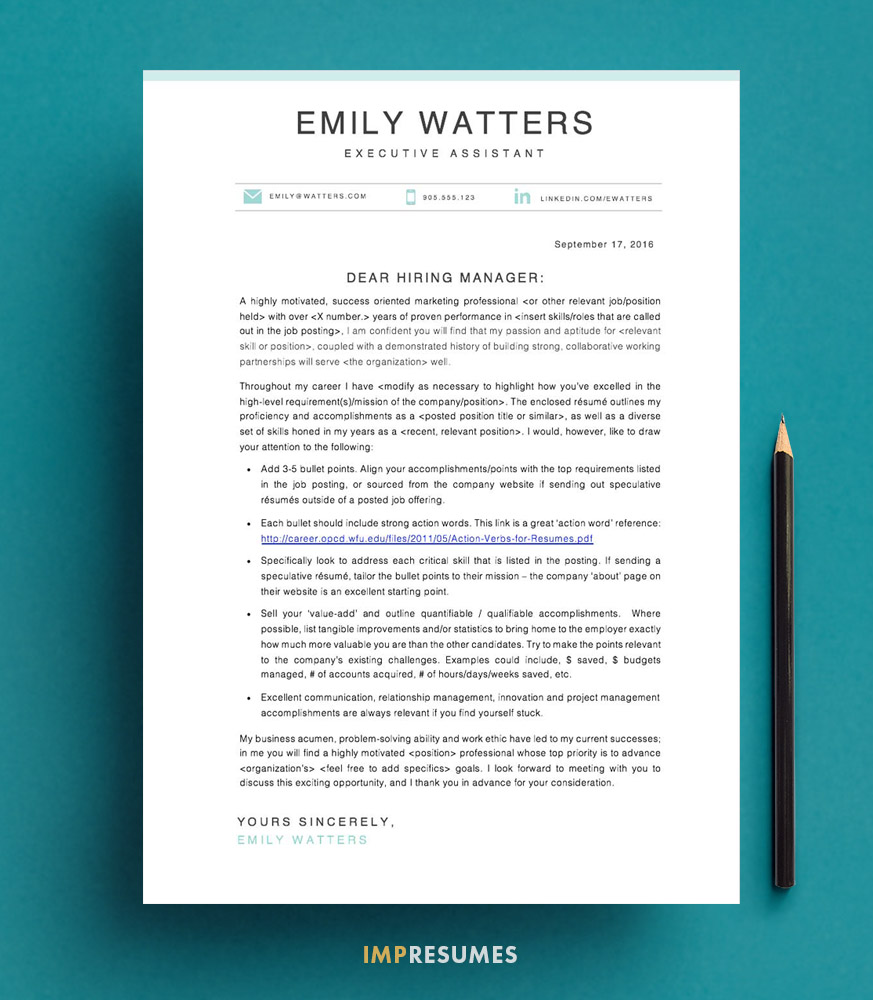 EMILY WATTERS
EXECUTIVE ASSISTANT
EMILY@WATTERS.COM 905.555.123 LINKEDIN.COM/EWATTERS
September 17, 2016
DEAR HIRING MANAGER:
A highly motivated, success oriented marketing professional <or other relevant job/position
held> with over <X number.> years of proven performance in <insert skills/roles that are called
out in the job posting>, I am confident you will find that my passion and aptitude for <relevant
skill or position>, coupled with a demonstrated history of building strong, collaborative working
partnerships will serve <the organization> well.
Throughout my career I have <modify as necessary to highlight how you've excelled in the
high-level requirement(s)/mission of the company/position>. The enclosed résumé outlines my
proficiency and accomplishments as a <posted position title or similar>, as well as a diverse
set of skills honed in my years as a <recent, relevant position>. I would, however, like to draw
your attention to the following:
• Add 3-5 bullet points. Align your accomplishments/points with the top requirements listed
in the job posting, or sourced from the company website if sending out speculative
résumés outside of a posted job offering.
• Each bullet should include strong action words. This link is a great 'action word' reference:
http://career.opcd.wfu.edu/files/2011/05/Action-Verbs-for-Resumes.pdf
• Specifically look to address each critical skill that is listed in the posting. If sending a
speculative résumé, tailor the bullet points to their mission – the company 'about' page on
their website is an excellent starting point.
• Sell your 'value-add' and outline quantifiable / qualifiable accomplishments. Where
possible, list tangible improvements and/or statistics to bring home to the employer exactly
how much more valuable you are than the other candidates. Try to make the points relevant
to the company's existing challenges. Examples could include, $ saved, $ budgets
managed, # of accounts acquired, # of hours/days/weeks saved, etc.
• Excellent communication, relationship management, innovation and project management
accomplishments are always relevant if you find yourself stuck.
My business acumen, problem-solving ability and work ethic have led to my current successes;
in me you will find a highly motivated <position> professional whose top priority is to advance
<organization's> <feel free to add specifics> goals. I look forward to meeting with you to
discuss this exciting opportunity, and I thank you in advance for your consideration.
YOURS SINCERELY,
EMILY WATTERS
IMPRESUMES